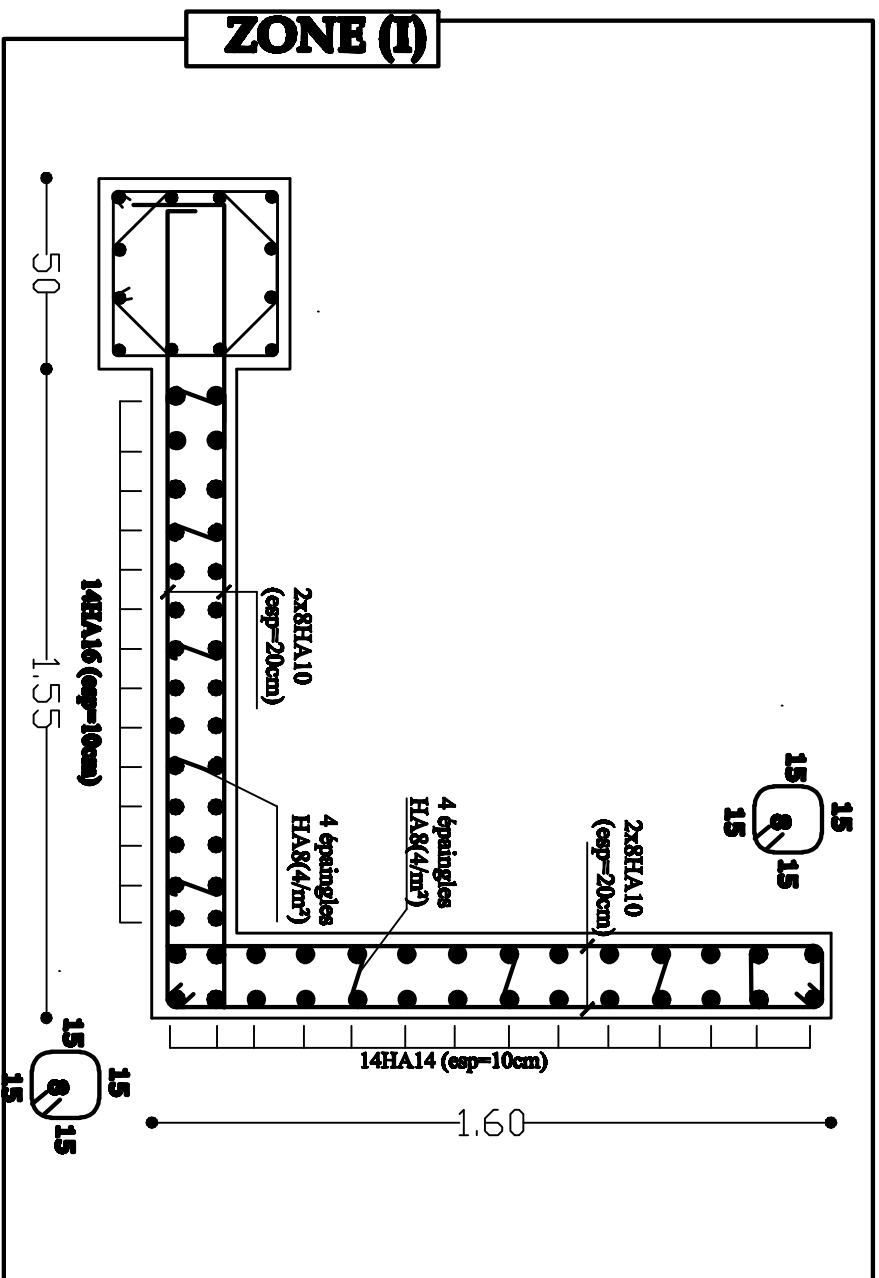 ZONE (I)
50
1.55
14HA16 (esp=10cm)
2x8HA10
(esp=20cm)
4 épaingles
HA8(4/m²)
4 épaingles
HA8(4/m²)
2x8HA10
(esp=20cm)
15
15
15
15
8
14HA14 (esp=10cm)
1.60
15
15
15
15
8